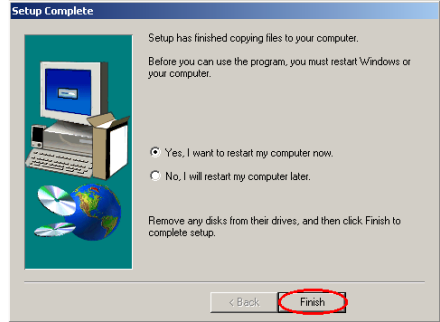 Setup Complete
Setup has finished copying files to your computer.
Before you can use the program, you must restart Windows or
your computer.
Yes, I want to restart my computer now.
No, I will restart my computer later.
Remove any disks from their drives, and then click Finish to
complete setup.
< Back
Finish